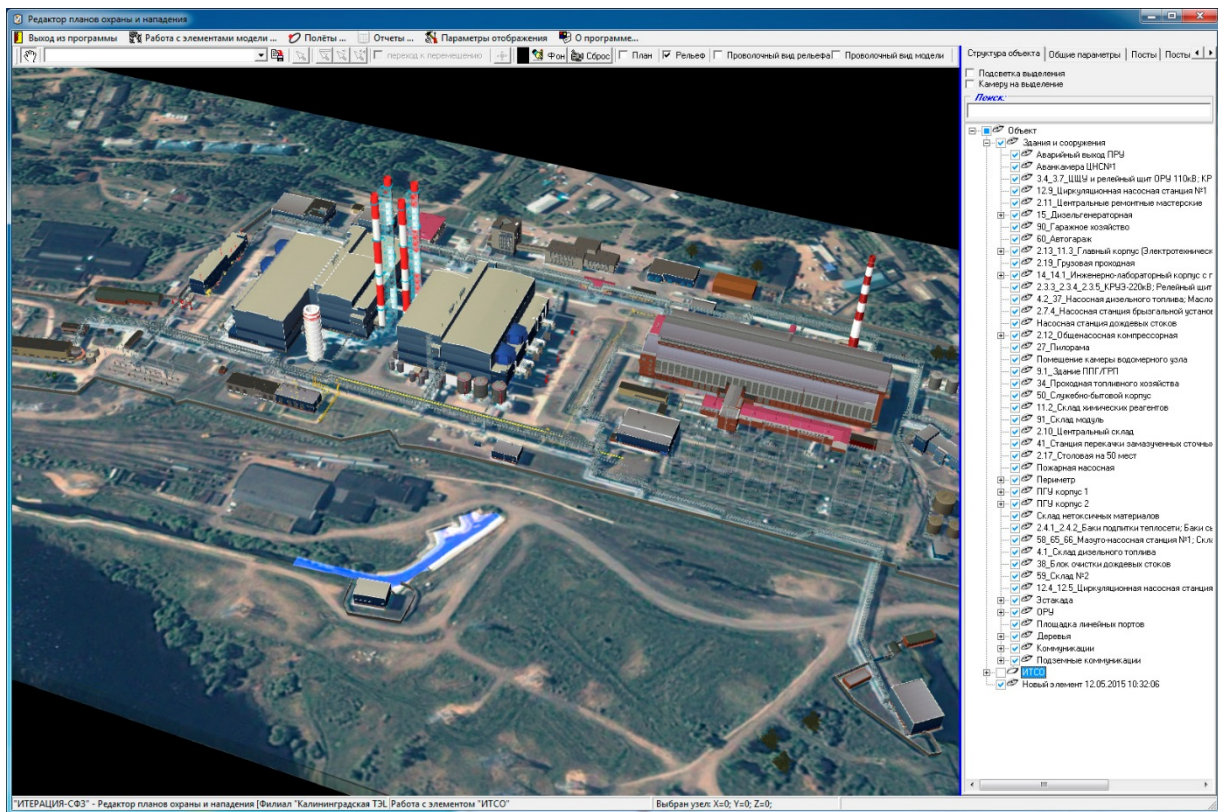 Редактор планов охраны и нападения
Выход из программы Работа с элементами модели ... Полёты ... Отчеты ... Параметры отображения О программе...
переход к перемещению Фон Сброс План Рельеф Проволочный вид рельефа Проволочный вид модели
Структура объекта Общие параметры Посты Посты
Подсветка выделения
Камеру на выделение
Поиск:
Объект
Здания и сооружения
Аварийный выход ПРУ
Аванкамера ЦНС№1
3.4_3.7_ЦЩУ и релейный щит ОРУ 110кВ; КР
12.9_Циркуляционная насосная станция №1
2.11_Центральные ремонтные мастерские
15_Дизельгенераторная
90_Гаражное хозяйство
60_Автогараж
2.13_11.3_Главный корпус (Электротехническ
2.19_Грузовая проходная
14_14.1_Инженерно-лабораторный корпус с г
2.3.3_2.3.4_2.3.5_КРУЭ-220кВ; Релейный щит
4.2_37_Насосная дизельного топлива; Масло
2.7.4_Насосная станция брызгальной установ
Насосная станция дождевых стоков
2.12_Общенасосная компрессорная
27_Пилорама
Помещение камеры водомерного узла
9.1_Здание ППГ/ГРП
34_Проходная топливного хозяйства
50_Служебно-бытовой корпус
11.2_Склад химических реагентов
91_Склад модуль
2.10_Центральный склад
41_Станция перекачки замазученных сточны
2.17_Столовая на 50 мест
Пожарная насосная
Периметр
ПГУ корпус 1
ПГУ корпус 2
Склад нетоксичных материалов
2.4.1_2.4.2_Баки подпитки теплосети; Баки сы
58_65_66_Мазуто-насосная станция №1; Скла
4.1_Склад дизельного топлива
38_Блок очистки дождевых стоков
59_Склад №2
12.4_12.5_Циркуляционная насосная станция
Эстакада
ОРУ
Площадка линейных портов
Деревья
Коммуникации
Подземные коммуникации
ИТСО
Новый элемент 12.05.2015 10:32:06
"ИТЕРАЦИЯ-СФЗ" - Редактор планов охраны и нападения [Филиал "Калининградская ТЭЦ Работа с элементом "ИТСО" Выбран узел: X=0; Y=0; Z=0;